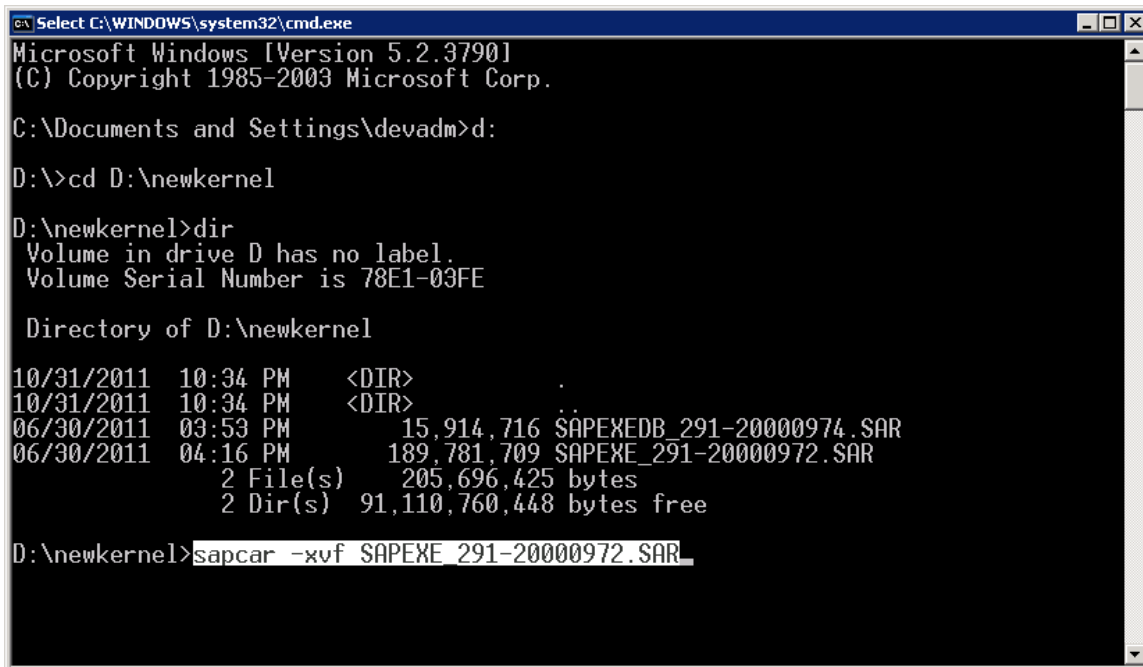 Select C:\WINDOWS\system32\cmd.exe
Microsoft Windows [Version 5.2.3790]
(C) Copyright 1985-2003 Microsoft Corp.
C:\Documents and Settings\devadm>d:
D:\>cd D:\newkernel
D:\newkernel>dir
Volume in drive D has no label.
Volume Serial Number is 78E1-03FE
Directory of D:\newkernel
10/31/2011  10:34 PM    <DIR>          .
10/31/2011  10:34 PM    <DIR>          ..
06/30/2011  03:53 PM        15,914,716 SAPEXEDB_291-20000974.SAR
06/30/2011  04:16 PM       189,781,709 SAPEXE_291-20000972.SAR
2 File(s)    205,696,425 bytes
2 Dir(s)  91,110,760,448 bytes free
D:\newkernel>sapcar -xvf SAPEXE_291-20000972.SAR